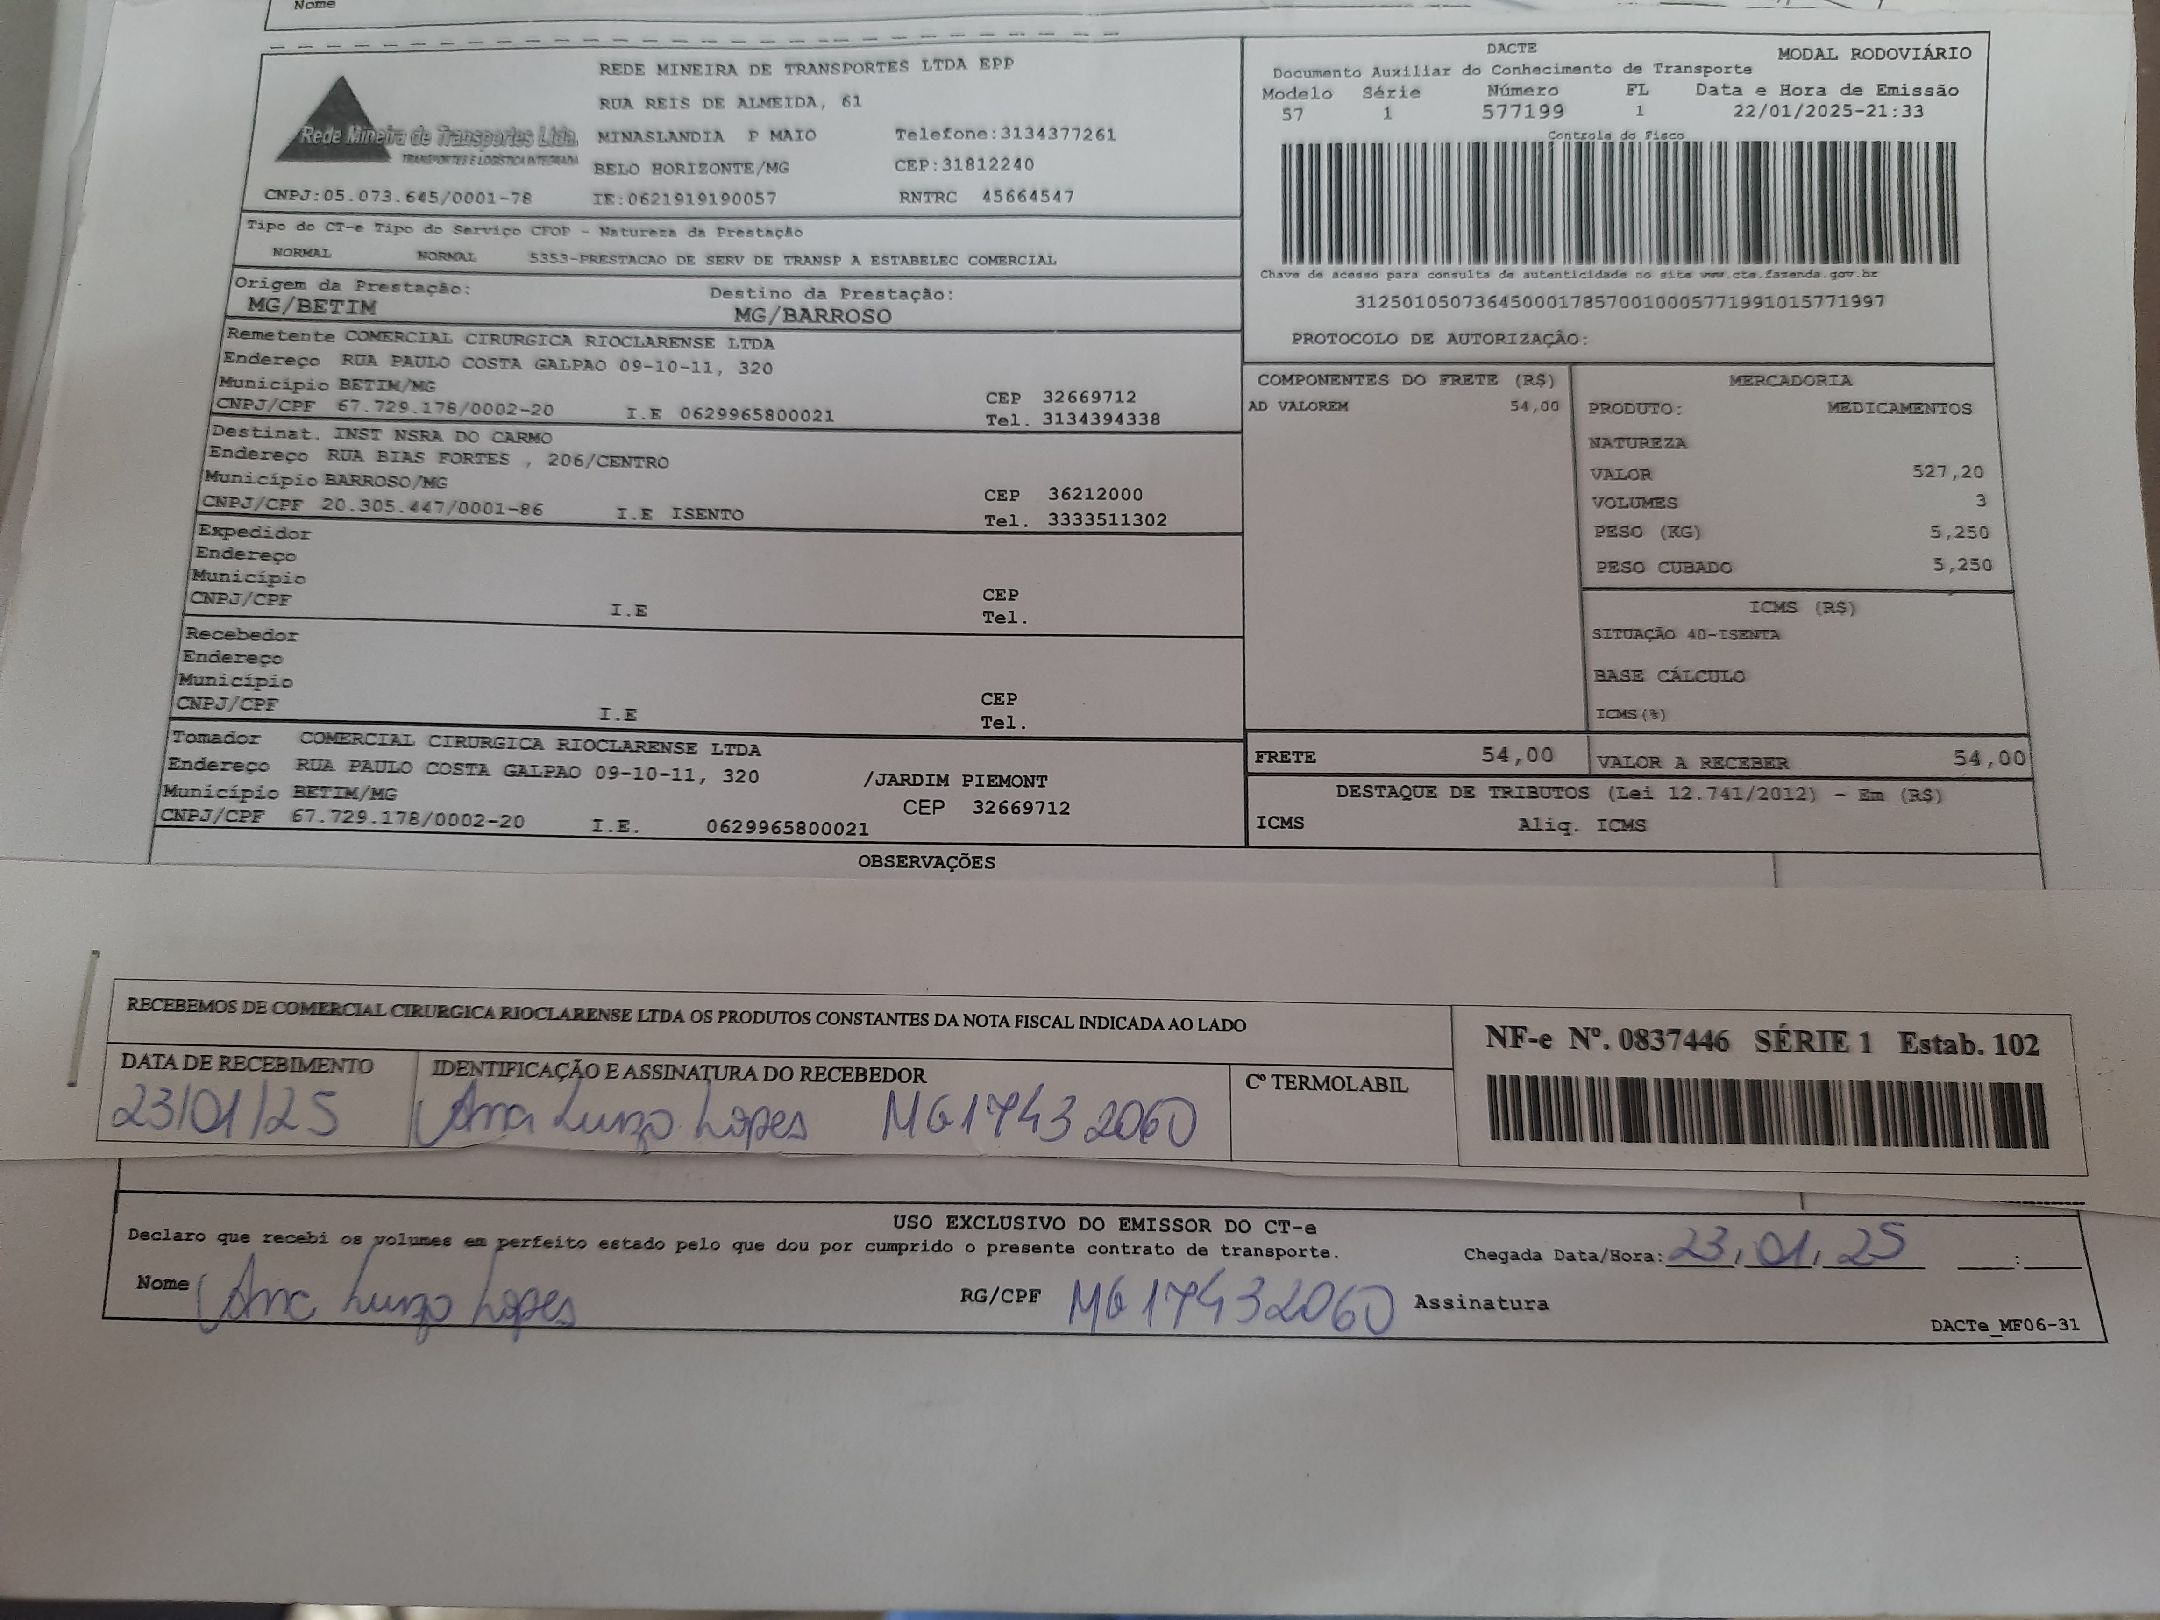 Nome
REDE MINEIRA DE TRANSPORTES LTDA EPP
RUA REIS DE ALMEIDA, 61
Rede Mineira de Transportes Ltda.
TRANSPORTES E LOGÍSTICA INTEGRADA
MINASLANDIA P MAIO Telefone:3134377261
BELO HORIZONTE/MG CEP:31812240
CNPJ:05.073.645/0001-78 IE:0621919190057 RNTRC 45664547
DACTE MODAL RODOVIÁRIO
Documento Auxiliar do Conhecimento de Transporte
Modelo Série Número FL Data e Hora de Emissão
57 1 577199 1 22/01/2025-21:33
Controle do Fisco
Chave de acesso para consulta de autenticidade no site www.cte.fazenda.gov.br
31250105073645000178570010005771991015771997
PROTOCOLO DE AUTORIZAÇÃO:
Tipo do CT-e Tipo do Serviço CFOP - Natureza da Prestação
NORMAL NORMAL 5353-PRESTACAO DE SERV DE TRANSP A ESTABELEC COMERCIAL
Origem da Prestação: Destino da Prestação:
MG/BETIM MG/BARROSO
Remetente COMERCIAL CIRURGICA RIOCLARENSE LTDA
Endereço RUA PAULO COSTA GALPAO 09-10-11, 320
Município BETIM/MG CEP 32669712
CNPJ/CPF 67.729.178/0002-20 I.E 0629965800021 Tel. 3134394338
Destinat. INST NSRA DO CARMO
Endereço RUA BIAS FORTES , 206/CENTRO
Município BARROSO/MG CEP 36212000
CNPJ/CPF 20.305.447/0001-86 I.E ISENTO Tel. 3333511302
Expedidor
Endereço
Município CEP
CNPJ/CPF I.E Tel.
Recebedor
Endereço
Município CEP
CNPJ/CPF I.E Tel.
Tomador COMERCIAL CIRURGICA RIOCLARENSE LTDA
Endereço RUA PAULO COSTA GALPAO 09-10-11, 320 /JARDIM PIEMONT
Município BETIM/MG CEP 32669712
CNPJ/CPF 67.729.178/0002-20 I.E. 0629965800021
COMPONENTES DO FRETE (R$)
AD VALOREM 54,00
MERCADORIA
PRODUTO: MEDICAMENTOS
NATUREZA
VALOR 527,20
VOLUMES 3
PESO (KG) 5,250
PESO CUBADO 5,250
ICMS (R$)
SITUAÇÃO 40-ISENTA
BASE CÁLCULO
ICMS(%)
FRETE 54,00 VALOR A RECEBER 54,00
DESTAQUE DE TRIBUTOS (Lei 12.741/2012) - Em (R$)
ICMS Aliq. ICMS
OBSERVAÇÕES
RECEBEMOS DE COMERCIAL CIRURGICA RIOCLARENSE LTDA OS PRODUTOS CONSTANTES DA NOTA FISCAL INDICADA AO LADO
NF-e Nº. 0837446 SÉRIE 1 Estab. 102
DATA DE RECEBIMENTO IDENTIFICAÇÃO E ASSINATURA DO RECEBEDOR Cº TERMOLABIL
23/01/25 Ana Luiza Lopes MG17432060
USO EXCLUSIVO DO EMISSOR DO CT-e
Declaro que recebi os volumes em perfeito estado pelo que dou por cumprido o presente contrato de transporte. Chegada Data/Hora: 23,01,25 :
Nome Ana Luiza Lopes RG/CPF MG17432060 Assinatura
DACTe_MF06-31